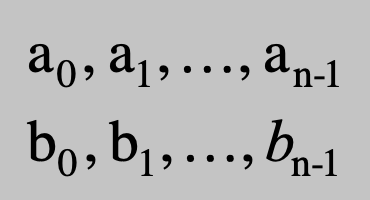 a₀, a₁, ..., aₙ₋₁
b₀, b₁, ..., bₙ₋₁